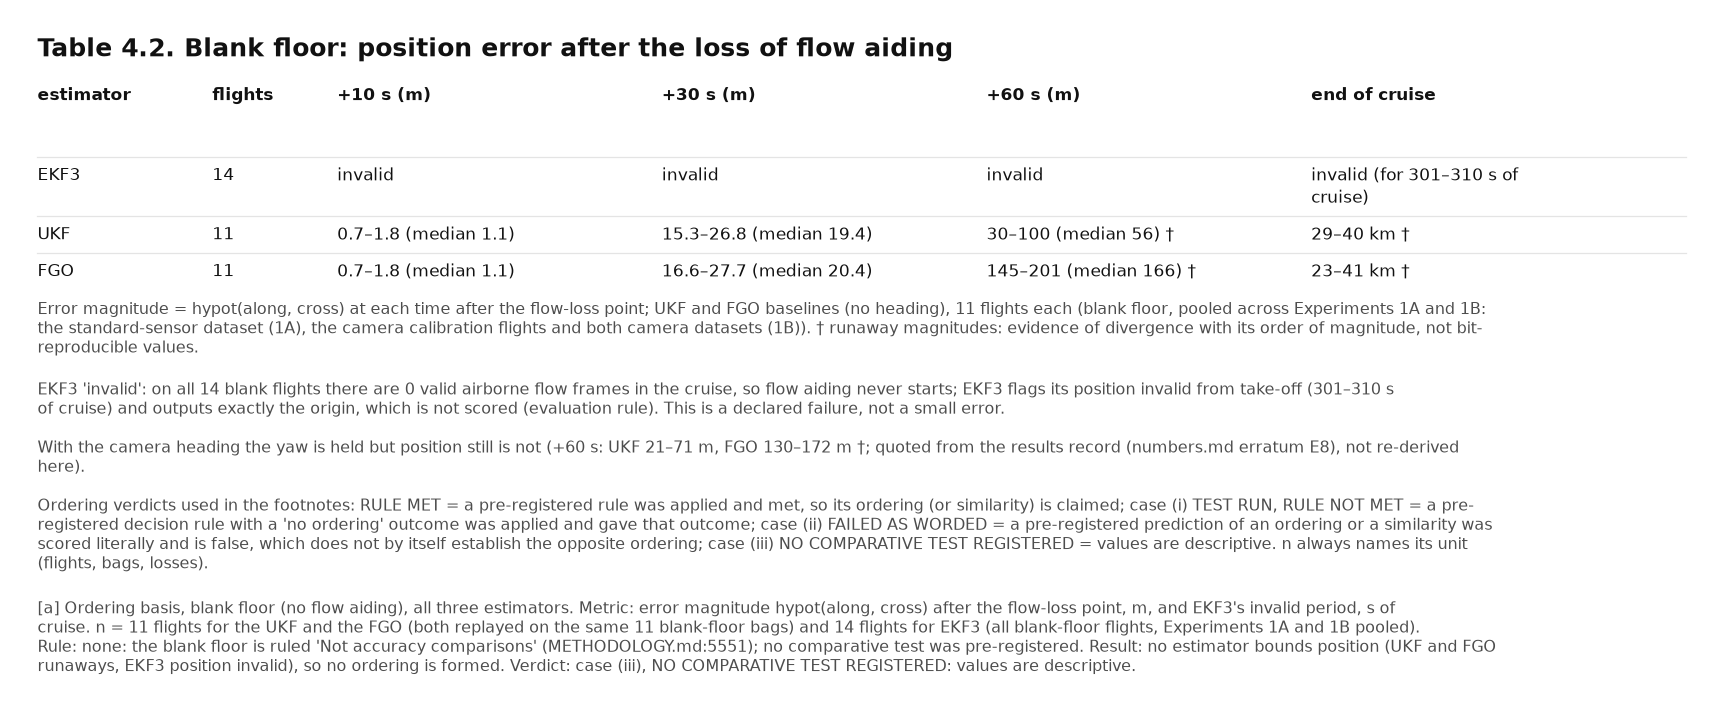 Table 4.2. Blank floor: position error after the loss of flow aiding
estimator flights +10 s (m) +30 s (m) +60 s (m) end of cruise
EKF3 14 invalid invalid invalid invalid (for 301–310 s of
cruise)
UKF 11 0.7–1.8 (median 1.1) 15.3–26.8 (median 19.4) 30–100 (median 56) † 29–40 km †
FGO 11 0.7–1.8 (median 1.1) 16.6–27.7 (median 20.4) 145–201 (median 166) † 23–41 km †
Error magnitude = hypot(along, cross) at each time after the flow-loss point; UKF and FGO baselines (no heading), 11 flights each (blank floor, pooled across Experiments 1A and 1B:
the standard-sensor dataset (1A), the camera calibration flights and both camera datasets (1B)). † runaway magnitudes: evidence of divergence with its order of magnitude, not bit-
reproducible values.
EKF3 'invalid': on all 14 blank flights there are 0 valid airborne flow frames in the cruise, so flow aiding never starts; EKF3 flags its position invalid from take-off (301–310 s
of cruise) and outputs exactly the origin, which is not scored (evaluation rule). This is a declared failure, not a small error.
With the camera heading the yaw is held but position still is not (+60 s: UKF 21–71 m, FGO 130–172 m †; quoted from the results record (numbers.md erratum E8), not re-derived
here).
Ordering verdicts used in the footnotes: RULE MET = a pre-registered rule was applied and met, so its ordering (or similarity) is claimed; case (i) TEST RUN, RULE NOT MET = a pre-
registered decision rule with a 'no ordering' outcome was applied and gave that outcome; case (ii) FAILED AS WORDED = a pre-registered prediction of an ordering or a similarity was
scored literally and is false, which does not by itself establish the opposite ordering; case (iii) NO COMPARATIVE TEST REGISTERED = values are descriptive. n always names its unit
(flights, bags, losses).
[a] Ordering basis, blank floor (no flow aiding), all three estimators. Metric: error magnitude hypot(along, cross) after the flow-loss point, m, and EKF3's invalid period, s of
cruise. n = 11 flights for the UKF and the FGO (both replayed on the same 11 blank-floor bags) and 14 flights for EKF3 (all blank-floor flights, Experiments 1A and 1B pooled).
Rule: none: the blank floor is ruled 'Not accuracy comparisons' (METHODOLOGY.md:5551); no comparative test was pre-registered. Result: no estimator bounds position (UKF and FGO
runaways, EKF3 position invalid), so no ordering is formed. Verdict: case (iii), NO COMPARATIVE TEST REGISTERED: values are descriptive.